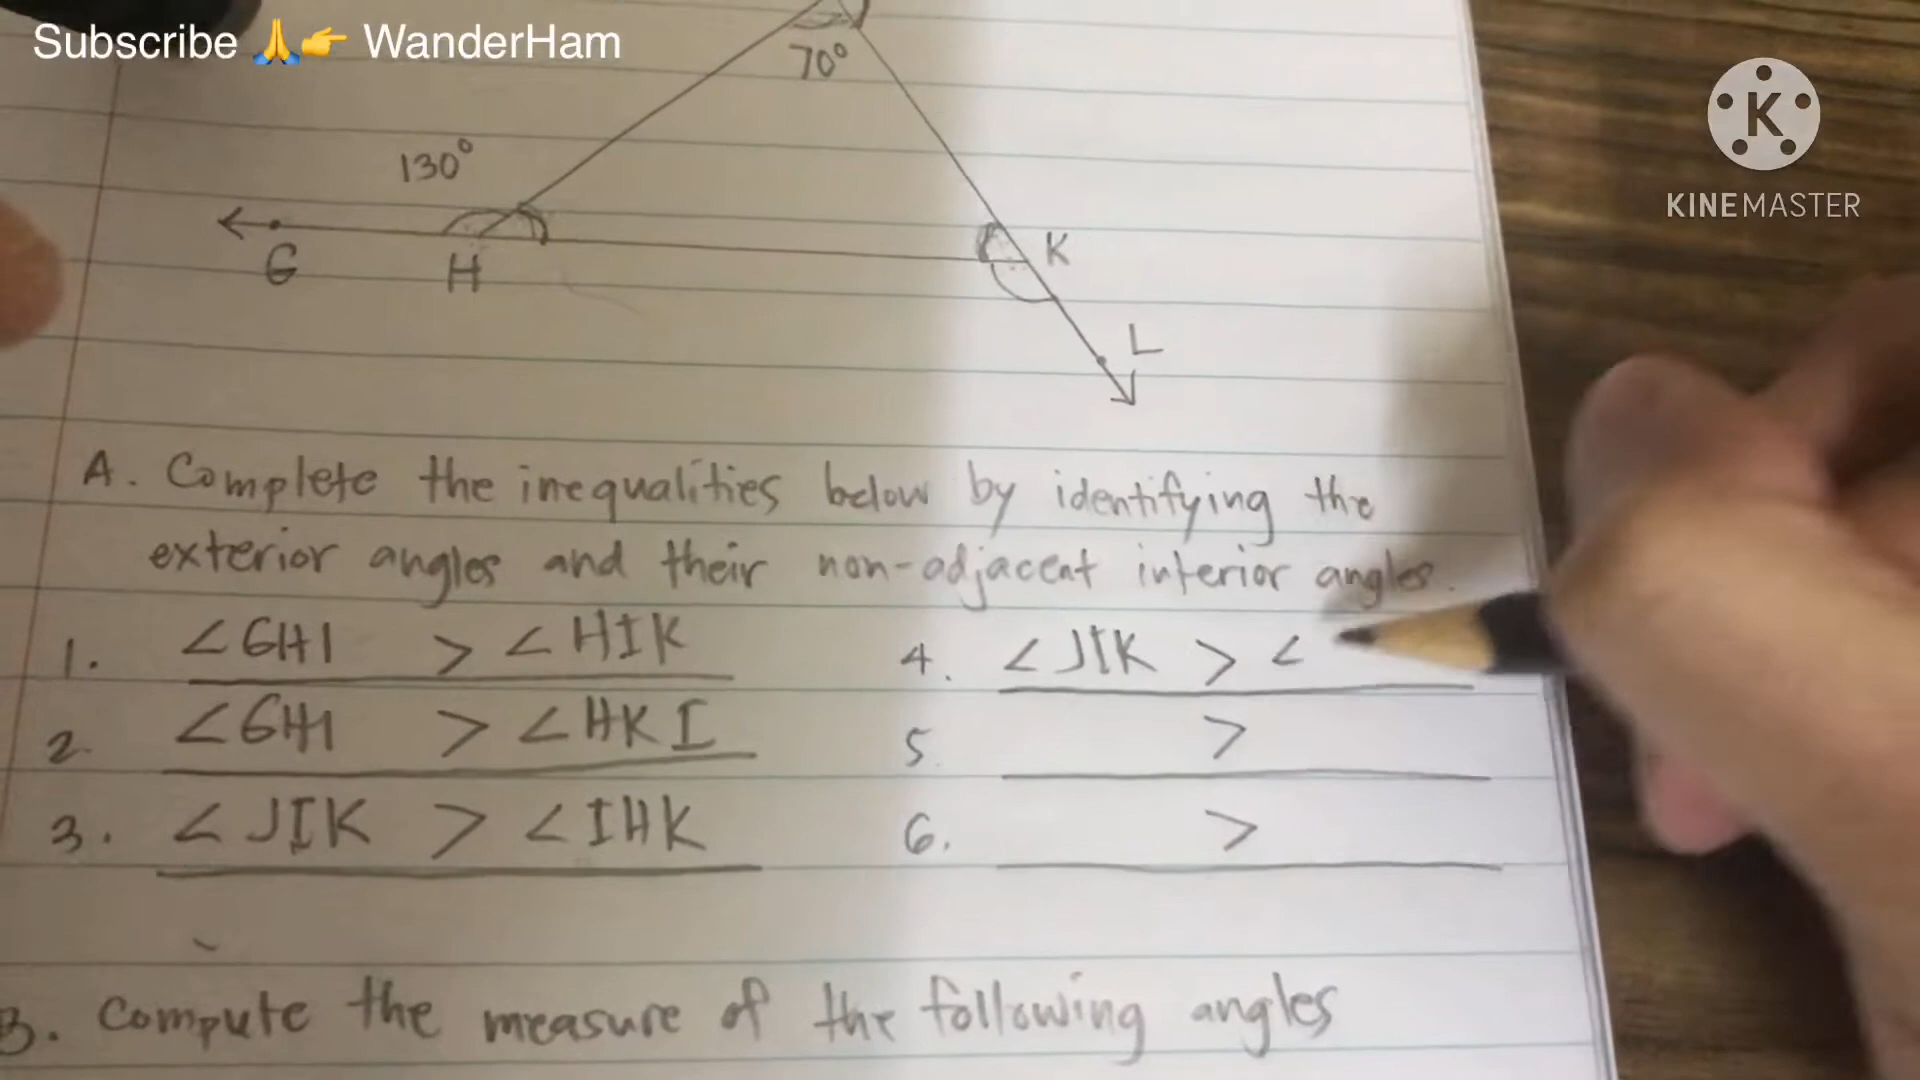 Subscribe 🙏👉 WanderHam
K
KINEMASTER
70°
130°
G
H
K
L
A. Complete the inequalities below by identifying the
exterior angles and their non-adjacent interior angles.
1. <GHI > <HIK
2. <GHI > <HKI
3. <JIK > <IHK
4. <JIK > <
5. >
6. >
B. Compute the measure of the following angles